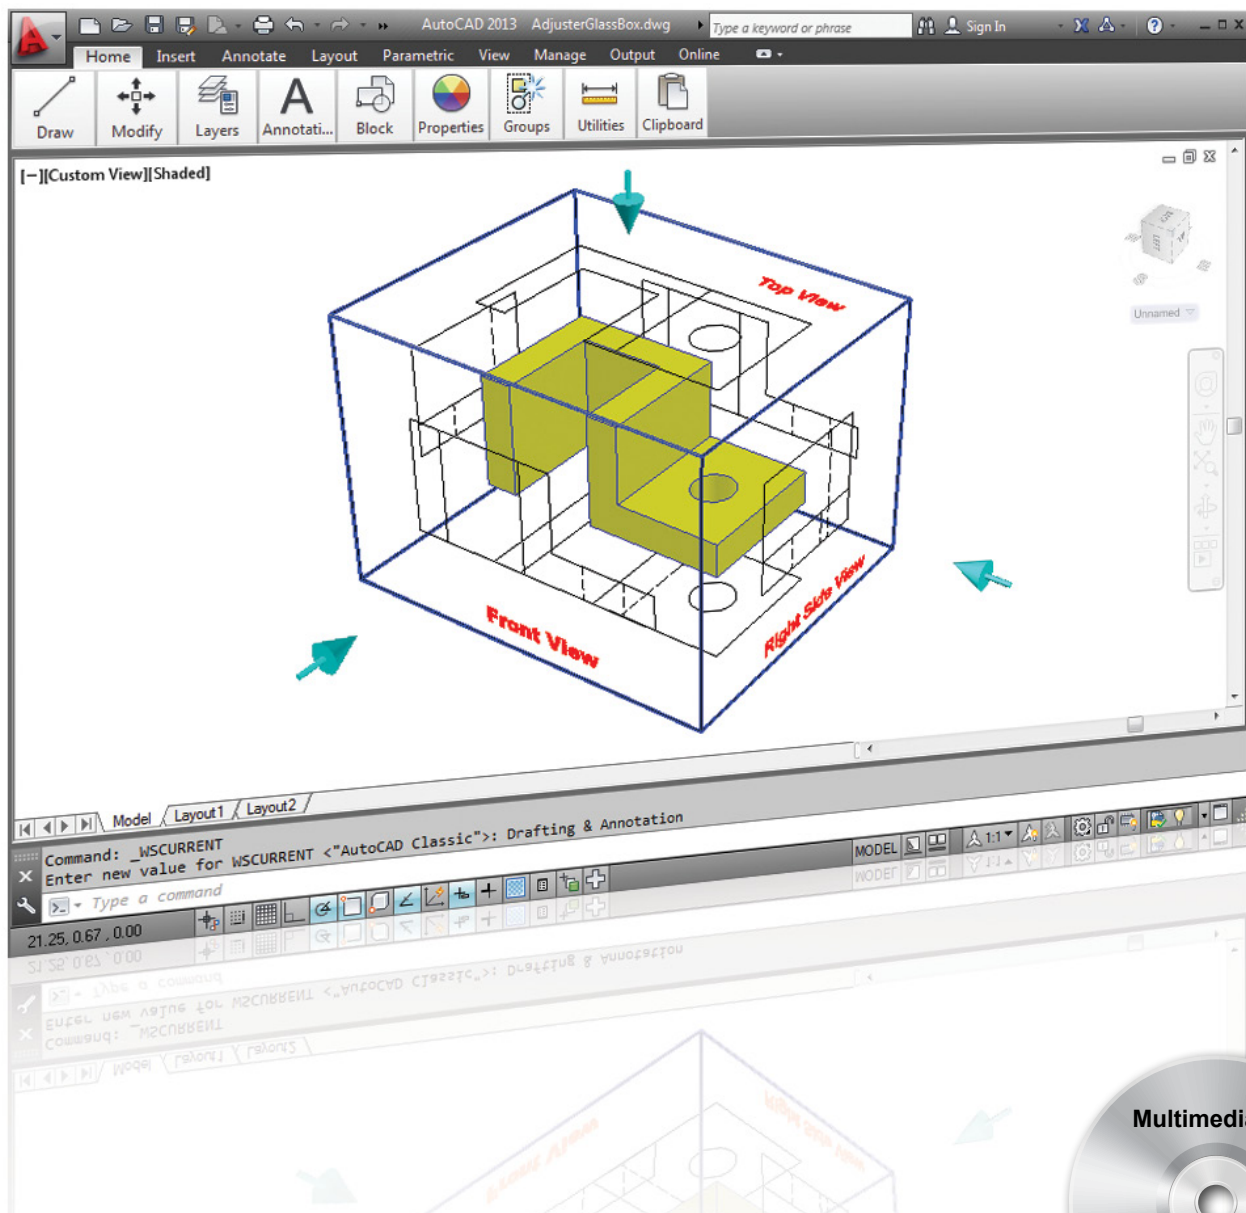 AutoCAD 2013 AdjusterGlassBox.dwg Type a keyword or phrase Sign In
Home Insert Annotate Layout Parametric View Manage Output Online
Draw Modify Layers Annotati... Block Properties Groups Utilities Clipboard
[−][Custom View][Shaded]
Top View
LEFT
Unnamed
Front View
Right Side View
Model Layout1 Layout2
Command: _WSCURRENT
Enter new value for WSCURRENT <"AutoCAD Classic">: Drafting & Annotation
Type a command
MODEL 1:1
21.25, 0.67 , 0.00
Multimedia